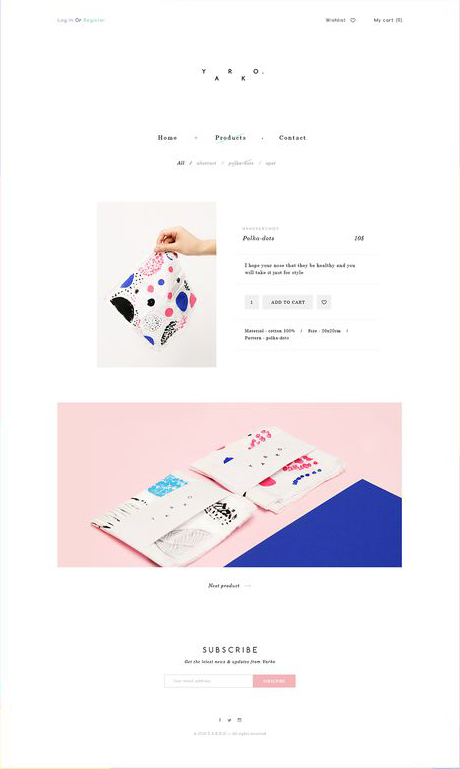 Log in Or Register
Wishlist
My cart (0)
Y R O.
A K
Home • Products • Contact
All / abstract / polka-dots / spot
Polka-dots 10$
I hope your nose that they be healthy and you
will take it just for style
1 ADD TO CART
Material - cotton 100% / Size - 20x20cm /
Pattern - polka-dots
Next product
SUBSCRIBE
Get the latest news & updates from Yarko
Your email address
SUBSCRIBE
All rights reserved